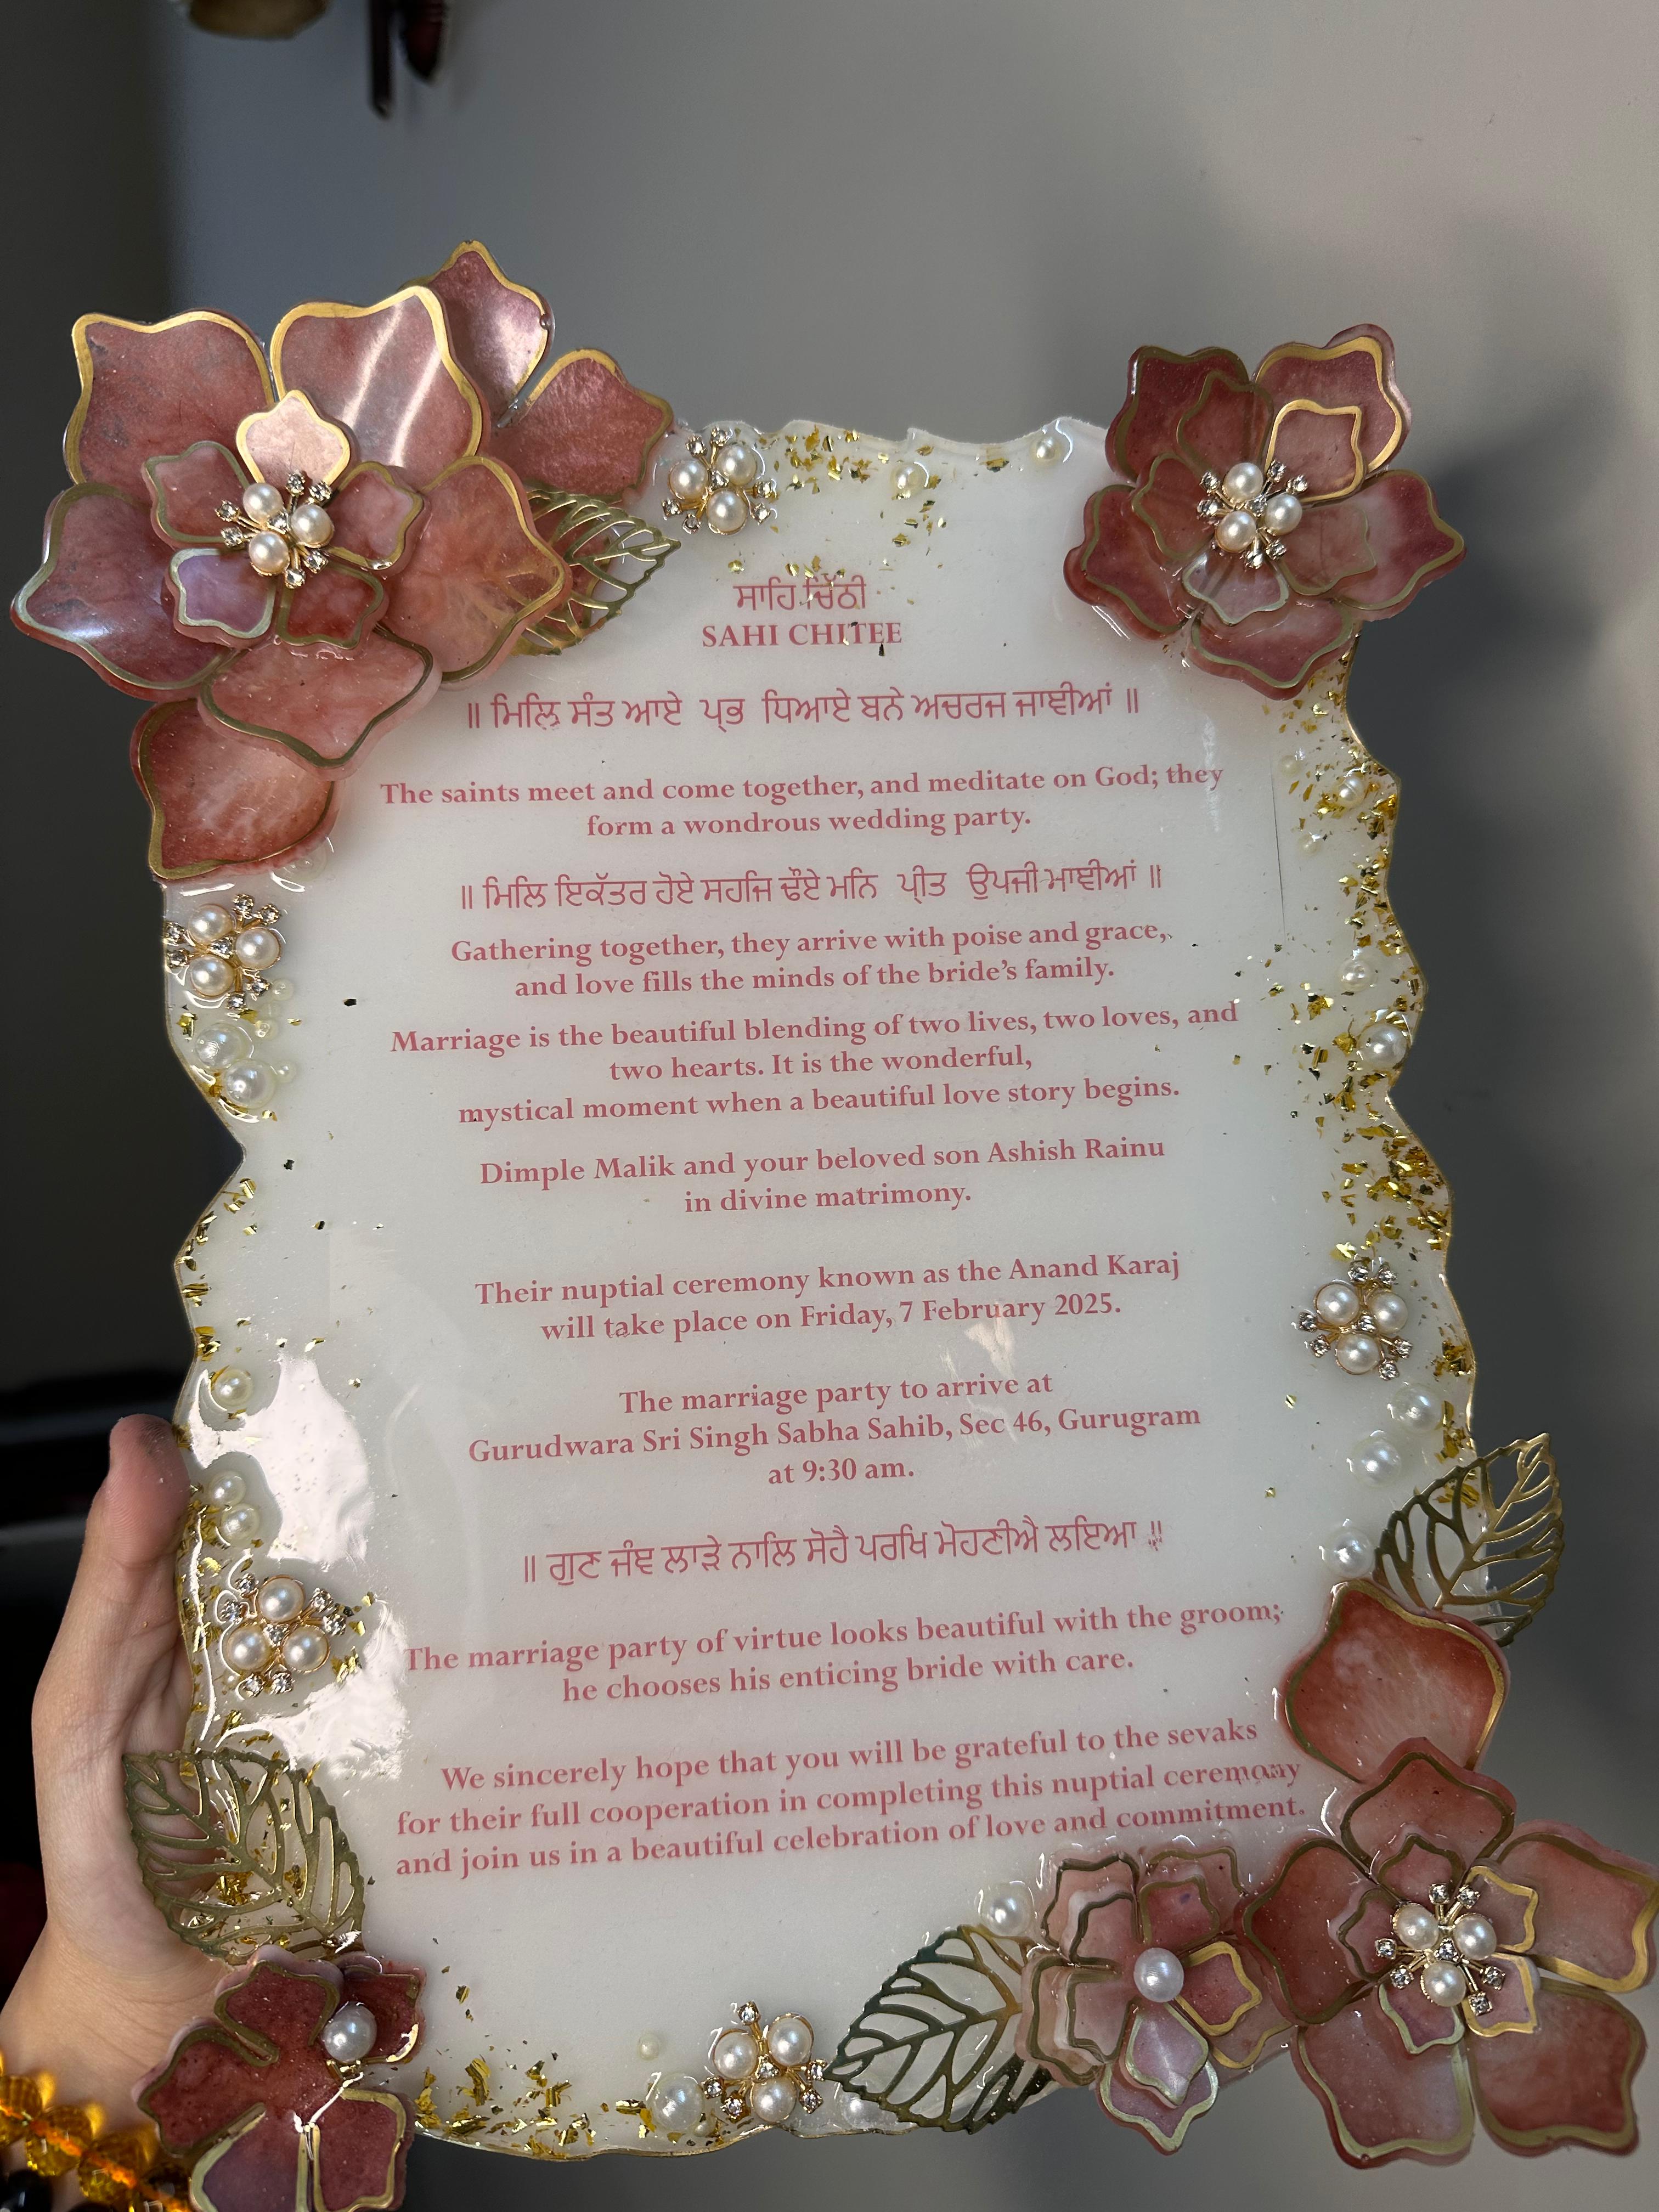 ਸਾਹਿ ਚਿੱਠੀ
SAHI CHITEE
॥ ਮਿਲਿ ਸੰਤ ਆਏ ਪ੍ਰਭ ਧਿਆਏ ਬਨੇ ਅਚਰਜ ਜਾਞੀਆਂ ॥
The saints meet and come together, and meditate on God; they
form a wondrous wedding party.
॥ ਮਿਲਿ ਇਕੱਤਰ ਹੋਏ ਸਹਜਿ ਢੌਏ ਮਨਿ ਪ੍ਰੀਤ ਉਪਜੀ ਮਾਞੀਆਂ ॥
Gathering together, they arrive with poise and grace,
and love fills the minds of the bride's family.
Marriage is the beautiful blending of two lives, two loves, and
two hearts. It is the wonderful,
mystical moment when a beautiful love story begins.
Dimple Malik and your beloved son Ashish Rainu
in divine matrimony.
Their nuptial ceremony known as the Anand Karaj
will take place on Friday, 7 February 2025.
The marriage party to arrive at
Gurudwara Sri Singh Sabha Sahib, Sec 46, Gurugram
at 9:30 am.
॥ ਗੁਣ ਜੰਞ ਲਾੜੇ ਨਾਲਿ ਸੋਹੈ ਪਰਖਿ ਮੋਹਣੀਐ ਲਇਆ ॥
The marriage party of virtue looks beautiful with the groom;
he chooses his enticing bride with care.
We sincerely hope that you will be grateful to the sevaks
for their full cooperation in completing this nuptial ceremony
and join us in a beautiful celebration of love and commitment.